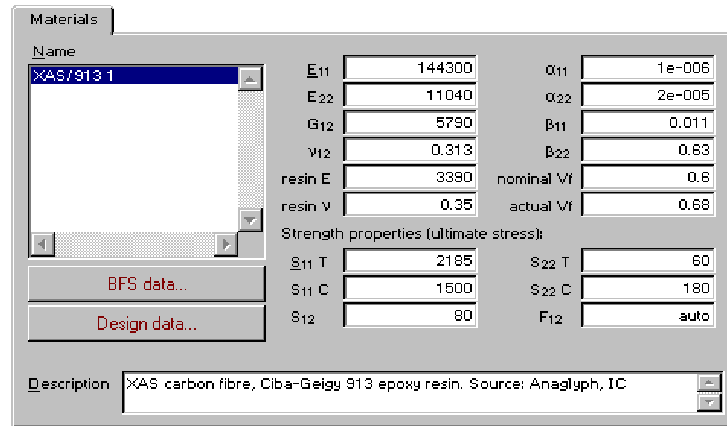 Materials
Name
XAS/913 1
E11 144300 α11 1e-006
E22 11040 α22 2e-005
G12 5790 β11 0.011
ν12 0.313 β22 0.63
resin E 3390 nominal Vf 0.6
resin ν 0.35 actual Vf 0.68
Strength properties (ultimate stress):
S11 T 2185 S22 T 60
S11 C 1500 S22 C 180
S12 80 F12 auto
BFS data...
Design data...
Description XAS carbon fibre, Ciba-Geigy 913 epoxy resin. Source: Anaglyph, IC